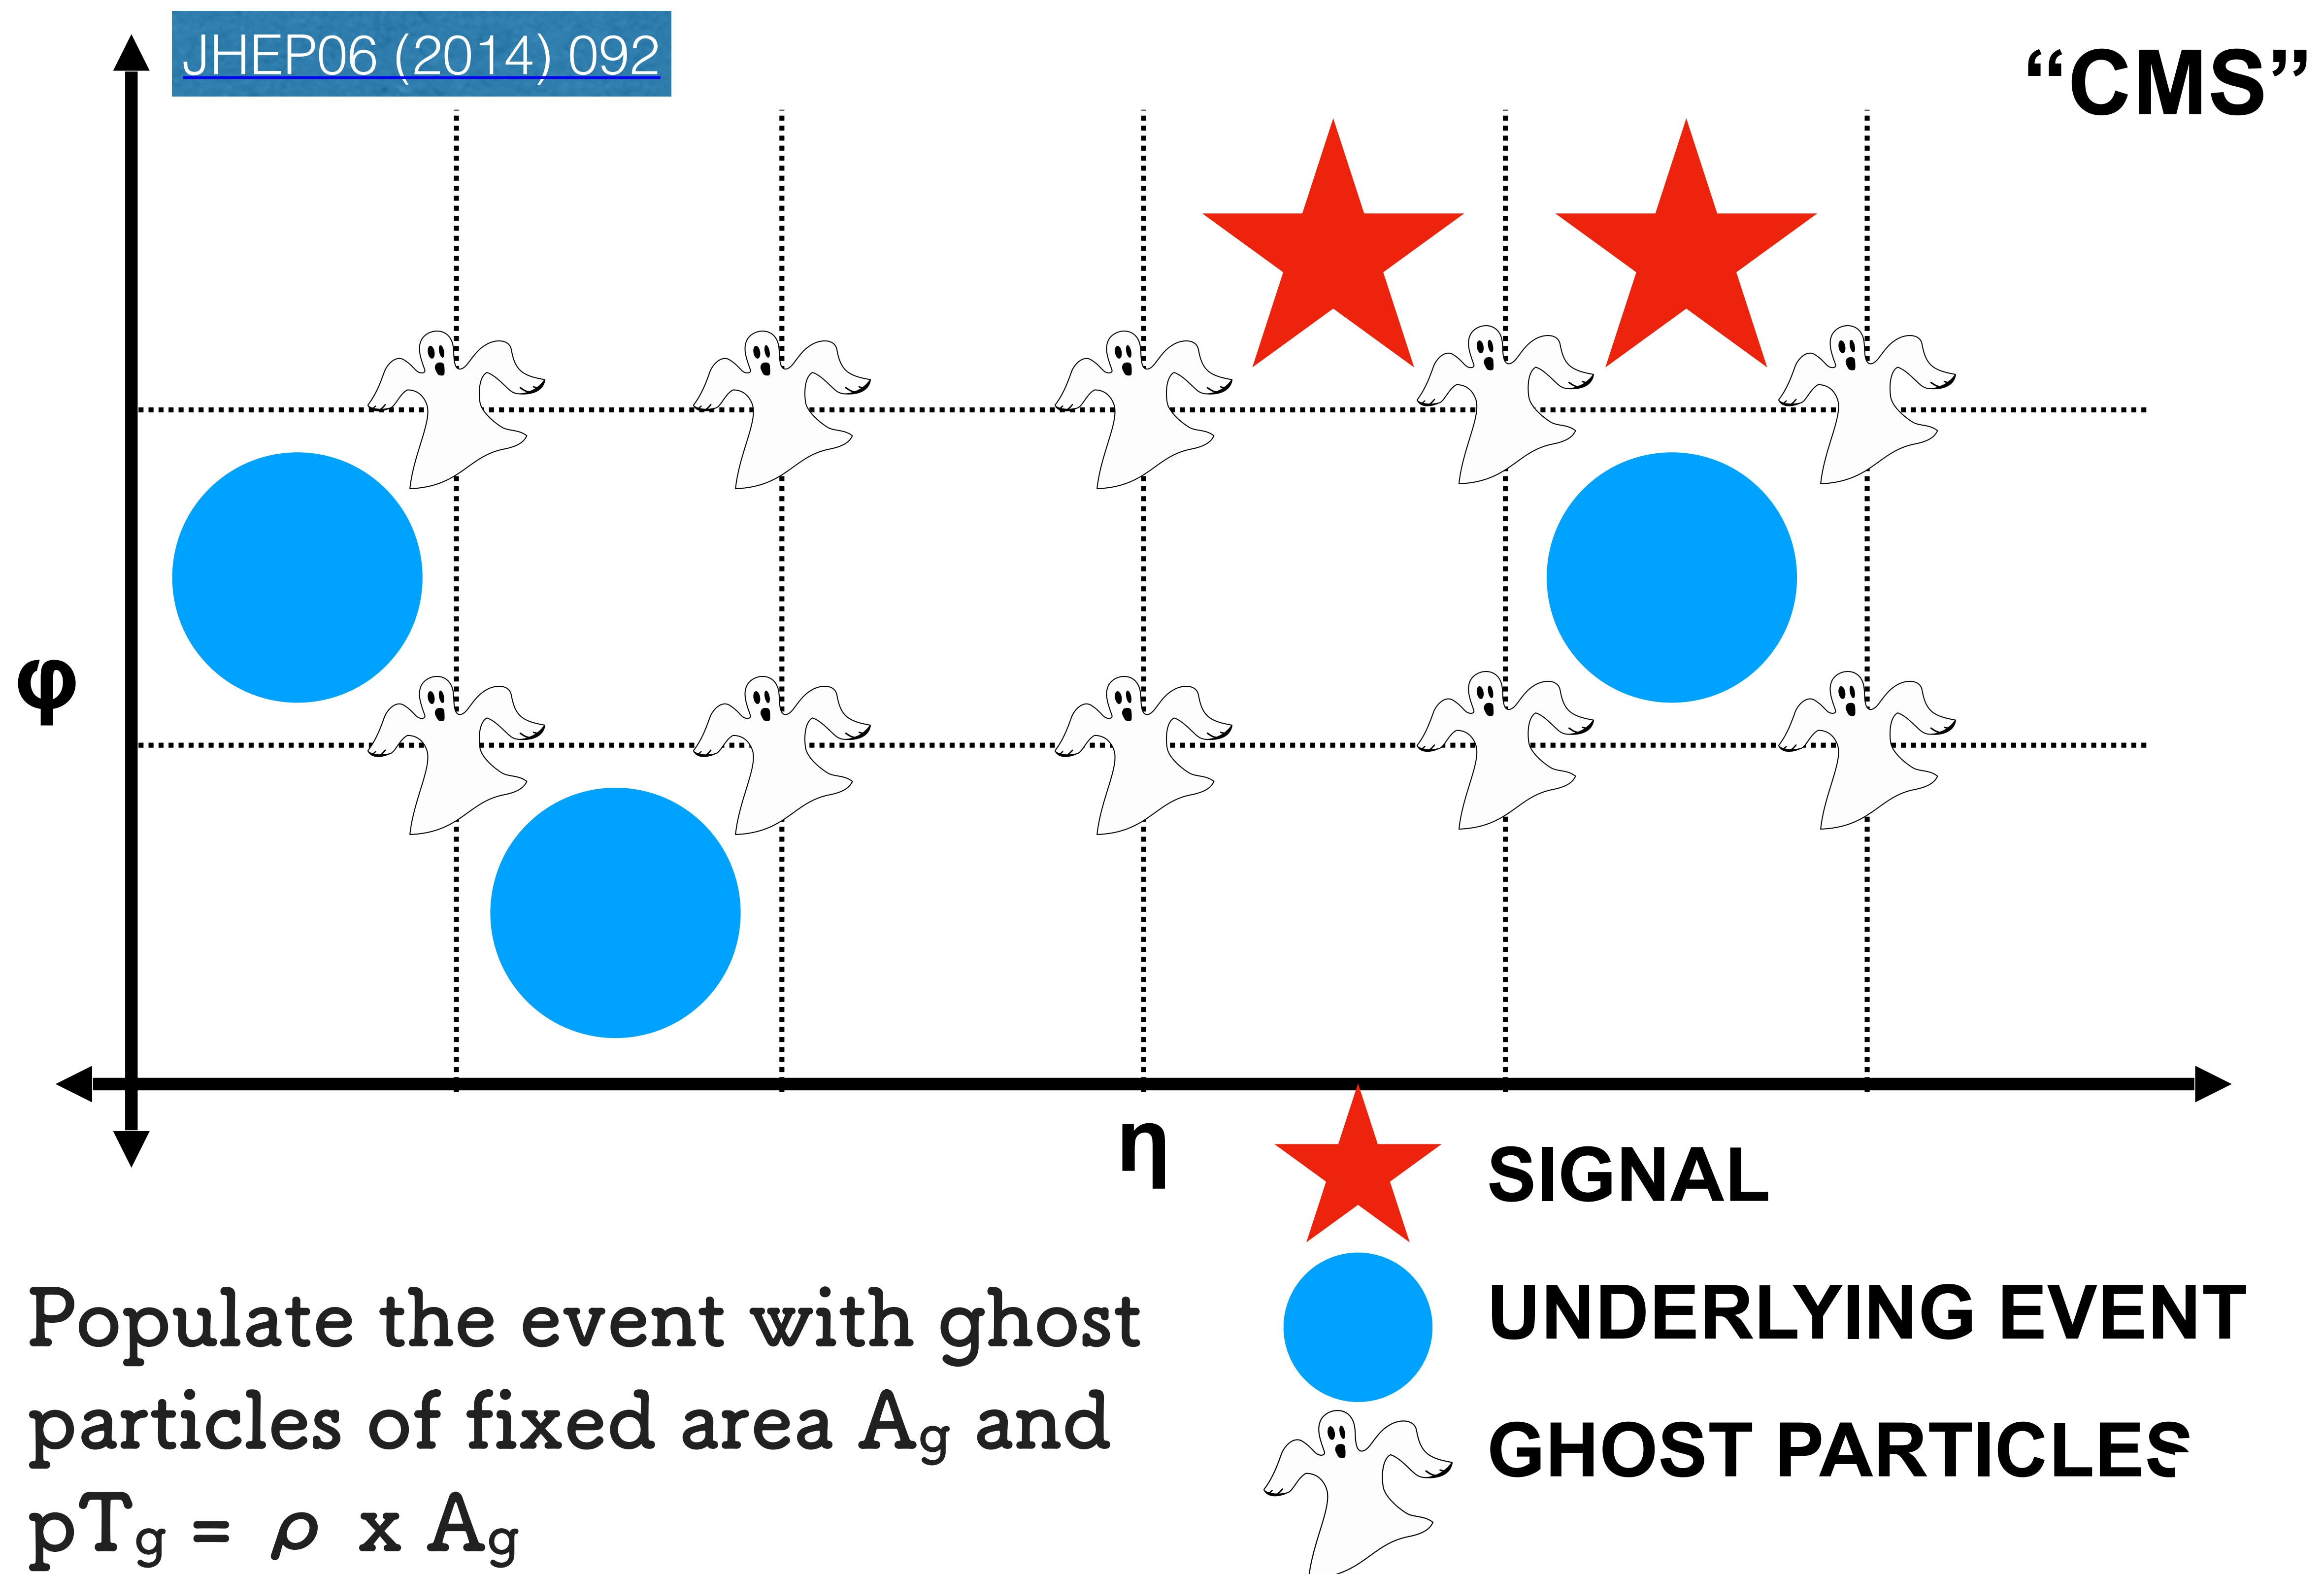 JHEP06 (2014) 092
“CMS”
φ
η
SIGNAL
UNDERLYING EVENT
GHOST PARTICLES
Populate the event with ghost
particles of fixed area Ag and
pTg = ρ x Ag